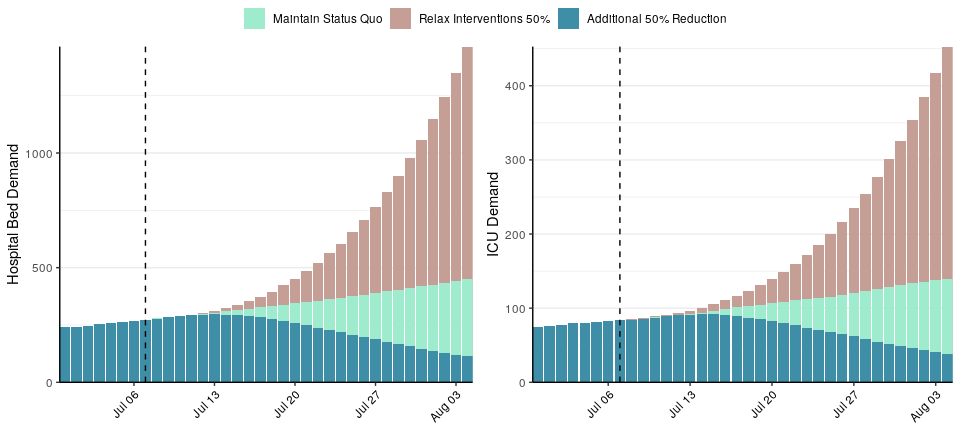 Maintain Status Quo Relax Interventions 50% Additional 50% Reduction
Hospital Bed Demand
1000
500
0
Jul 06 Jul 13 Jul 20 Jul 27 Aug 03
ICU Demand
400
300
200
100
0
Jul 06 Jul 13 Jul 20 Jul 27 Aug 03